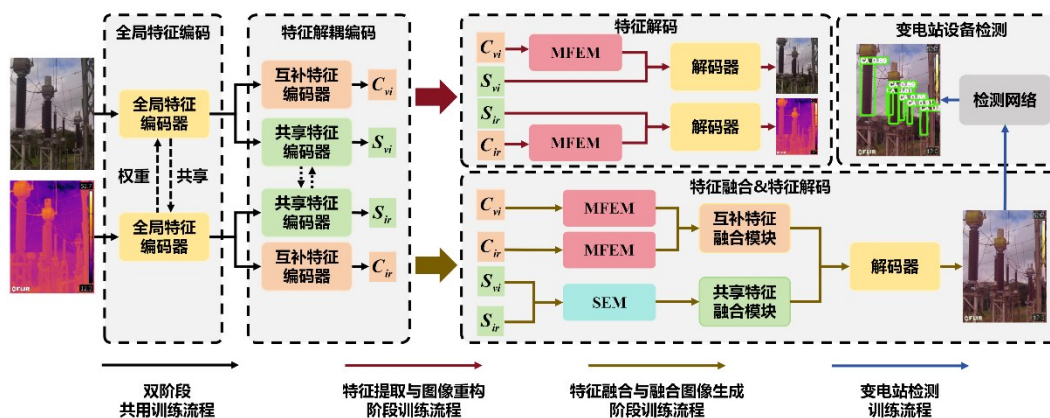 全局特征编码
特征解耦编码
特征解码
变电站设备检测
全局特征
编码器
权重
共享
全局特征
编码器
互补特征
编码器
C_vi
共享特征
编码器
S_vi
共享特征
编码器
S_ir
互补特征
编码器
C_ir
C_vi
MFEM
S_vi
解码器
S_ir
C_ir
MFEM
解码器
检测网络
特征融合&特征解码
C_vi
MFEM
C_ir
MFEM
互补特征
融合模块
S_vi
S_ir
SEM
共享特征
融合模块
解码器
双阶段
共用训练流程
特征提取与图像重构
阶段训练流程
特征融合与融合图像生成
阶段训练流程
变电站检测
训练流程